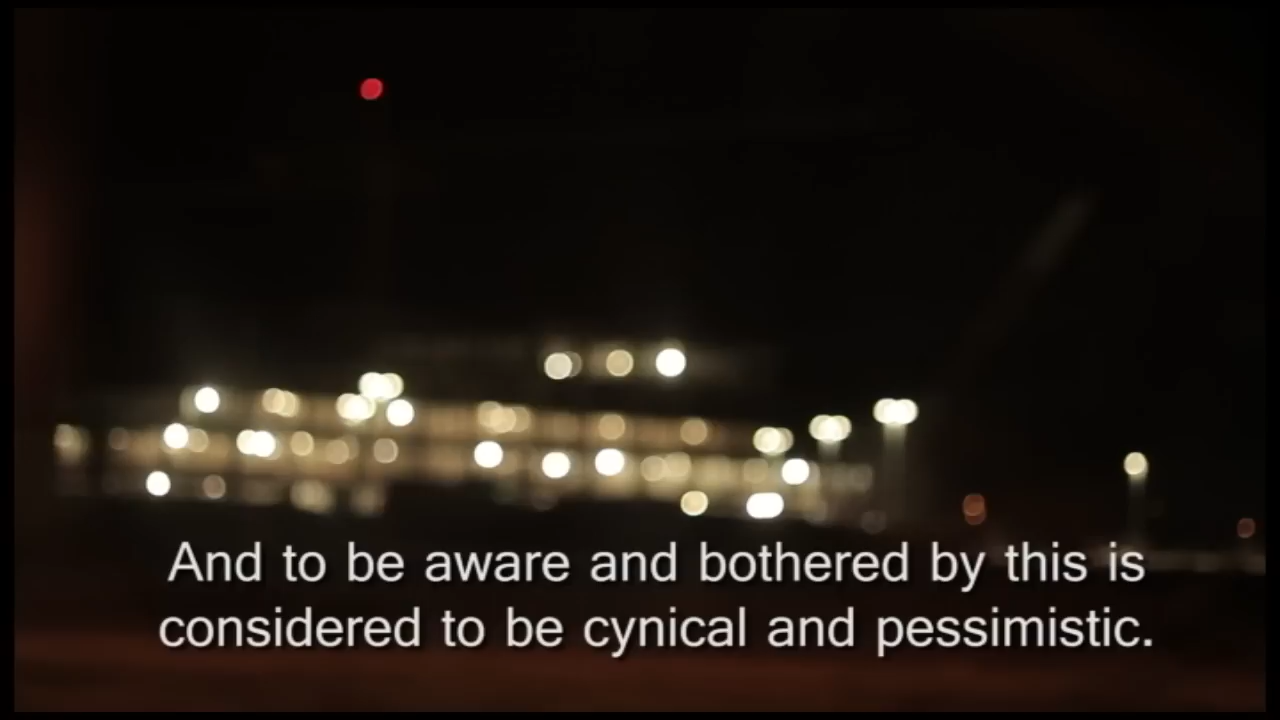 And to be aware and bothered by this is
considered to be cynical and pessimistic.